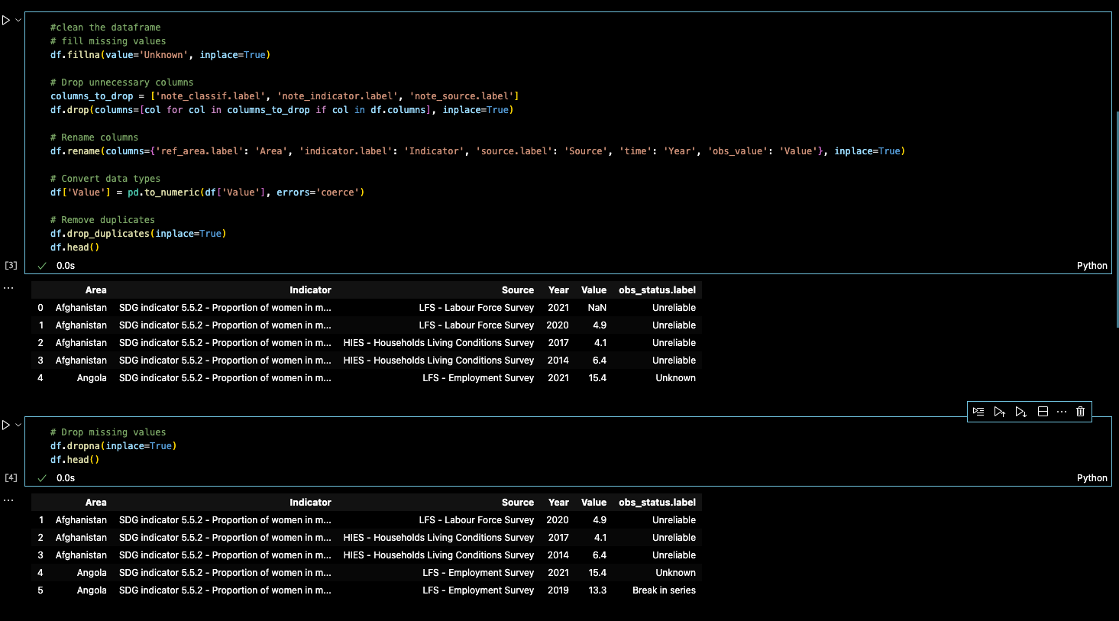 #clean the dataframe
# fill missing values
df.fillna(value='Unknown', inplace=True)
# Drop unnecessary columns
columns_to_drop = ['note_classif.label', 'note_indicator.label', 'note_source.label']
df.drop(columns=[col for col in columns_to_drop if col in df.columns], inplace=True)
# Rename columns
df.rename(columns={'ref_area.label': 'Area', 'indicator.label': 'Indicator', 'source.label': 'Source', 'time': 'Year', 'obs_value': 'Value'}, inplace=True)
# Convert data types
df['Value'] = pd.to_numeric(df['Value'], errors='coerce')
# Remove duplicates
df.drop_duplicates(inplace=True)
df.head()
[3] ✓ 0.0s Python
... Area Indicator Source Year Value obs_status.label
0 Afghanistan SDG indicator 5.5.2 - Proportion of women in m... LFS - Labour Force Survey 2021 NaN Unreliable
1 Afghanistan SDG indicator 5.5.2 - Proportion of women in m... LFS - Labour Force Survey 2020 4.9 Unreliable
2 Afghanistan SDG indicator 5.5.2 - Proportion of women in m... HIES - Households Living Conditions Survey 2017 4.1 Unreliable
3 Afghanistan SDG indicator 5.5.2 - Proportion of women in m... HIES - Households Living Conditions Survey 2014 6.4 Unreliable
4 Angola SDG indicator 5.5.2 - Proportion of women in m... LFS - Employment Survey 2021 15.4 Unknown
# Drop missing values
df.dropna(inplace=True)
df.head()
[4] ✓ 0.0s Python
... Area Indicator Source Year Value obs_status.label
1 Afghanistan SDG indicator 5.5.2 - Proportion of women in m... LFS - Labour Force Survey 2020 4.9 Unreliable
2 Afghanistan SDG indicator 5.5.2 - Proportion of women in m... HIES - Households Living Conditions Survey 2017 4.1 Unreliable
3 Afghanistan SDG indicator 5.5.2 - Proportion of women in m... HIES - Households Living Conditions Survey 2014 6.4 Unreliable
4 Angola SDG indicator 5.5.2 - Proportion of women in m... LFS - Employment Survey 2021 15.4 Unknown
5 Angola SDG indicator 5.5.2 - Proportion of women in m... LFS - Employment Survey 2019 13.3 Break in series